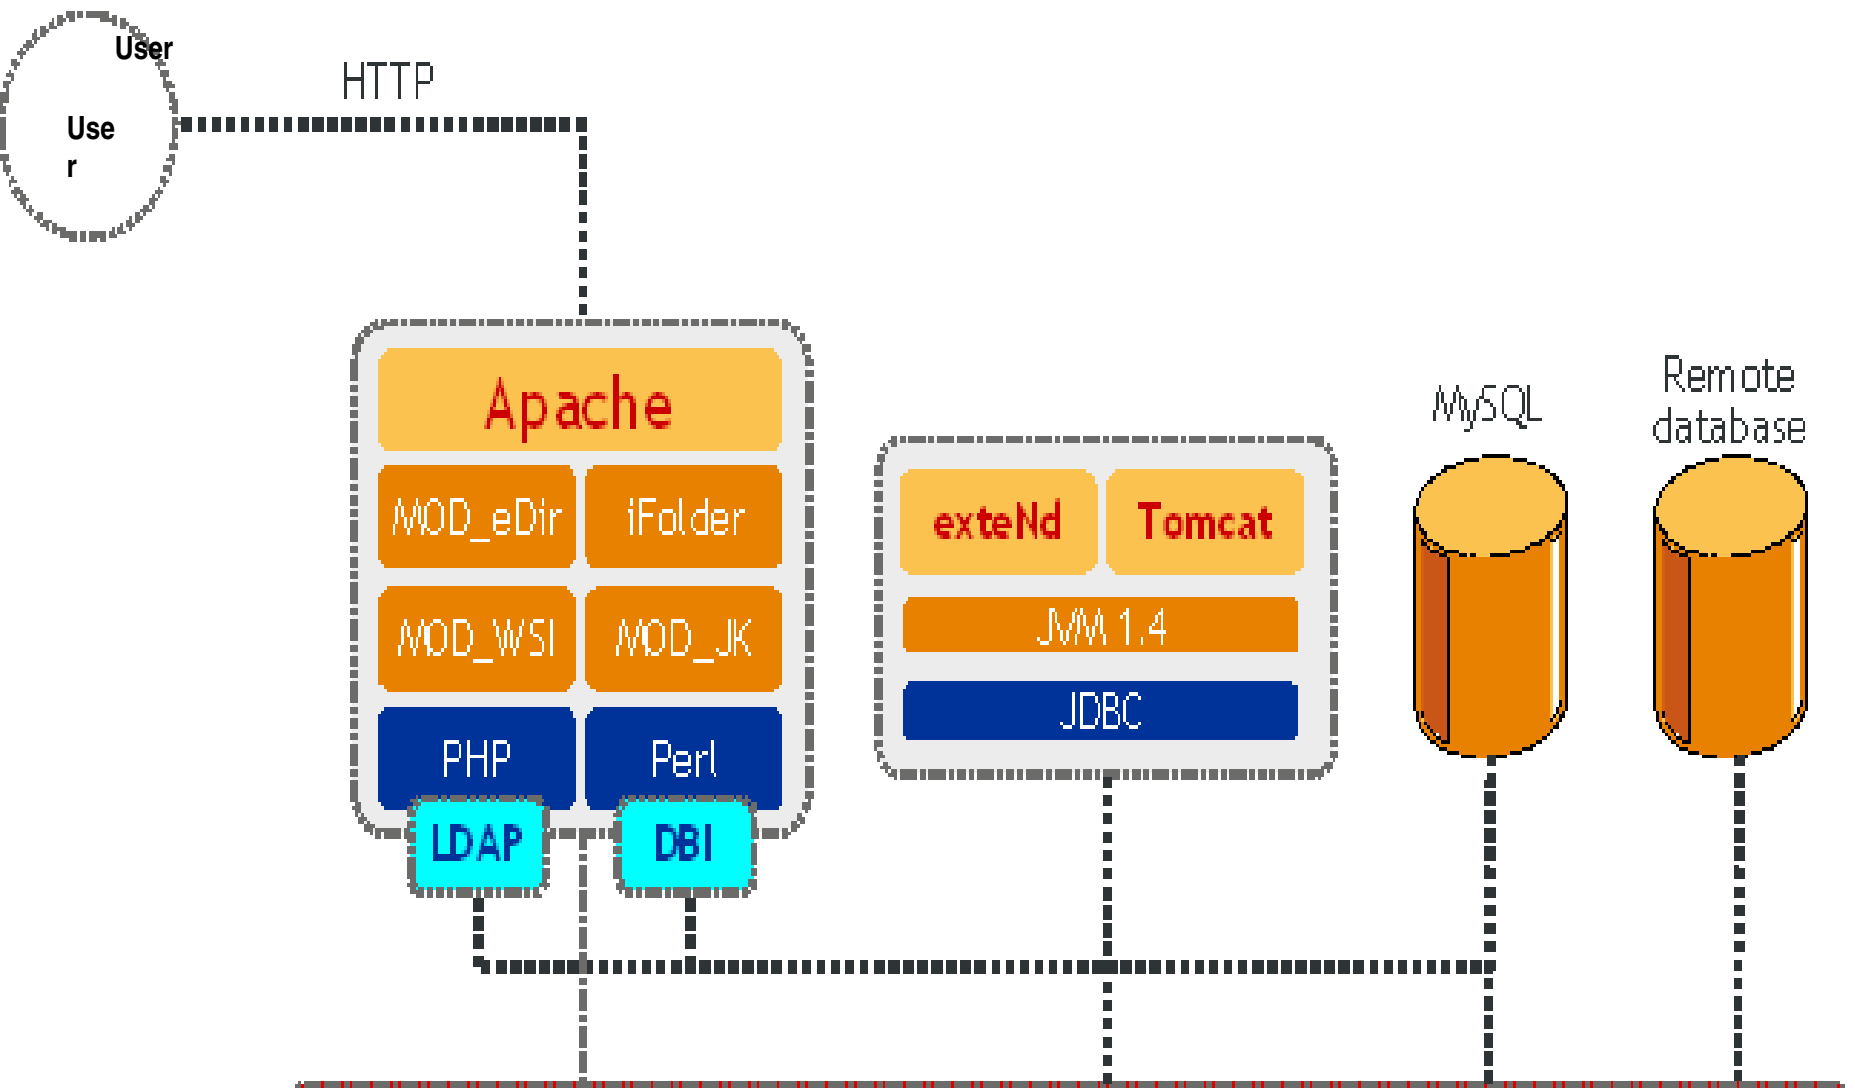 User
Use
r
HTTP
Apache
MOD_eDir
iFolder
MOD_WSI
MOD_JK
PHP
Perl
LDAP
DBI
exteNd
Tomcat
JVM 1.4
JDBC
MySQL
Remote
database